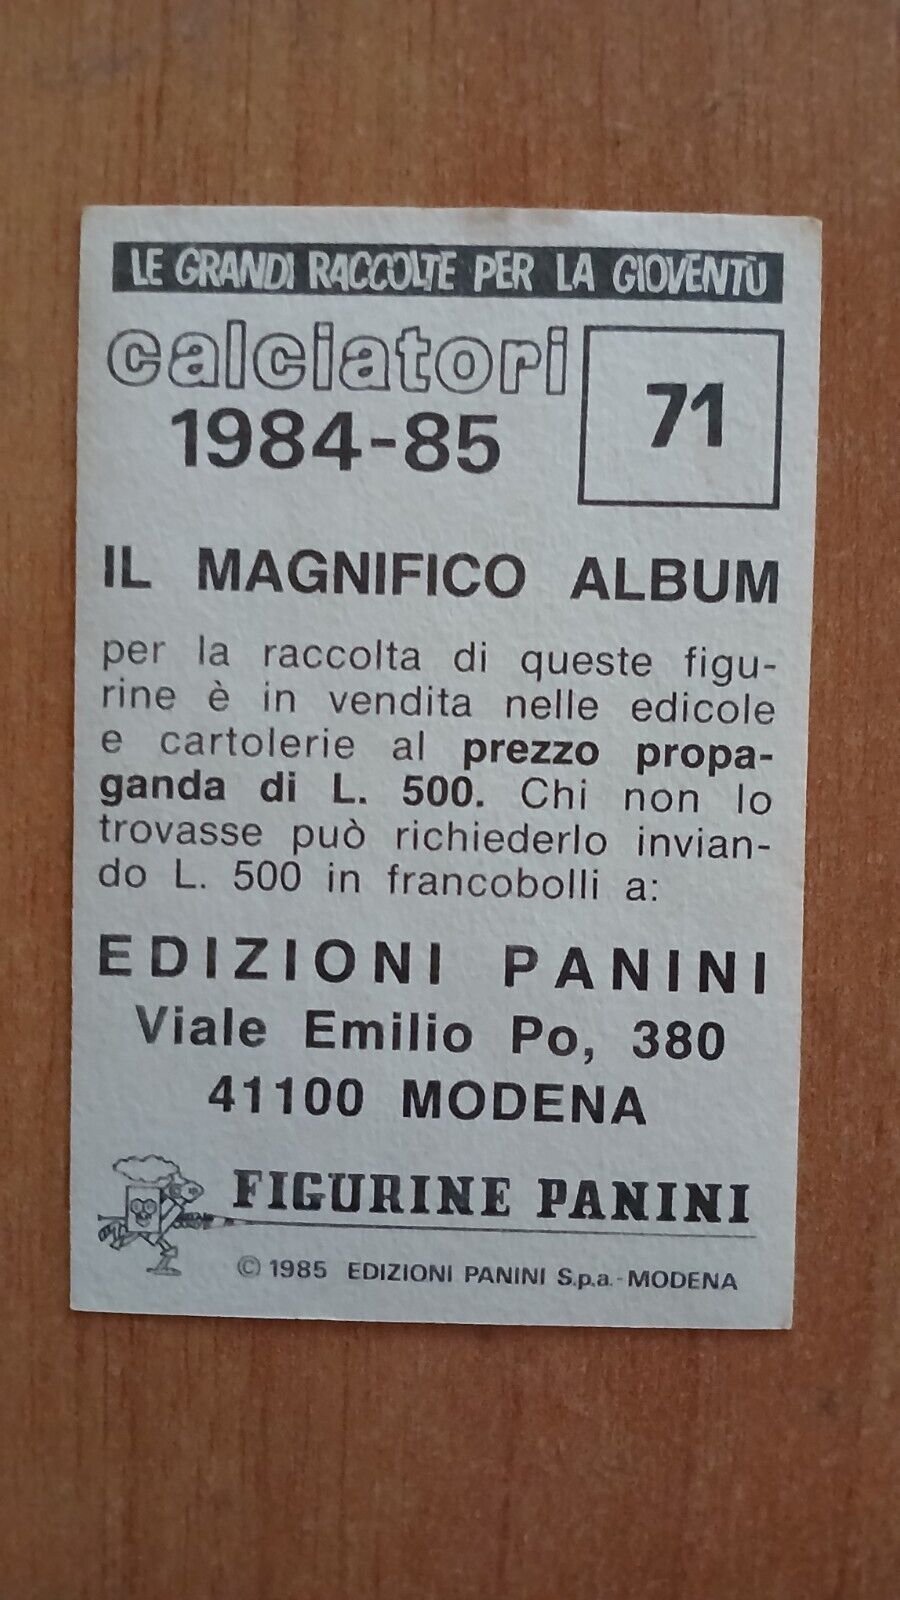 LE GRANDI RACCOLTE PER LA GIOVENTÙ
calciatori
1984-85
71
IL MAGNIFICO ALBUM
per la raccolta di queste figu-
rine è in vendita nelle edicole
e cartolerie al prezzo propa-
ganda di L. 500. Chi non lo
trovasse può richiederlo invian-
do L. 500 in francobolli a:
EDIZIONI PANINI
Viale Emilio Po, 380
41100 MODENA
FIGURINE PANINI
© 1985 EDIZIONI PANINI S.p.a.-MODENA